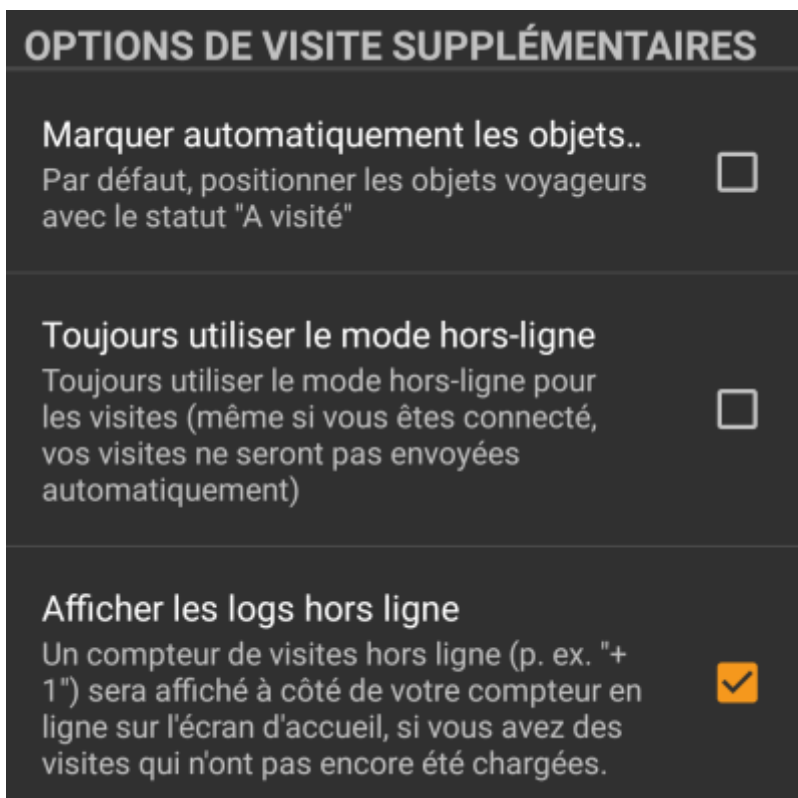 OPTIONS DE VISITE SUPPLÉMENTAIRES
Marquer automatiquement les objets..
Par défaut, positionner les objets voyageurs
avec le statut "A visité"
Toujours utiliser le mode hors-ligne
Toujours utiliser le mode hors-ligne pour
les visites (même si vous êtes connecté,
vos visites ne seront pas envoyées
automatiquement)
Afficher les logs hors ligne
Un compteur de visites hors ligne (p. ex. "+
1") sera affiché à côté de votre compteur en
ligne sur l'écran d'accueil, si vous avez des
visites qui n'ont pas encore été chargées.